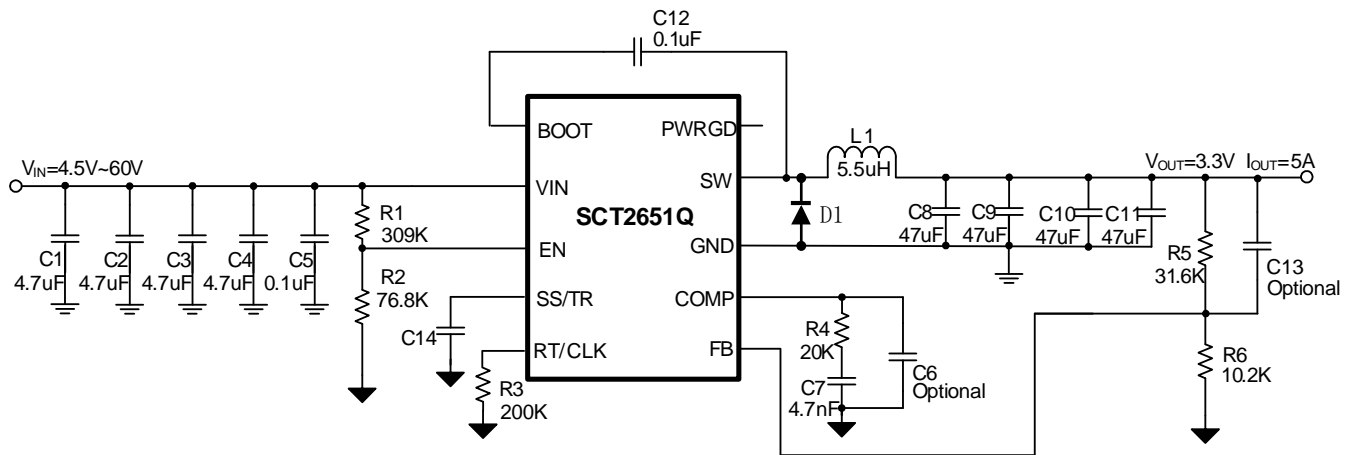 C12
0.1uF
BOOT
PWRGD
L1
5.5uH
VIN=4.5V~60V
VOUT=3.3V IOUT=5A
VIN
SW
SCT2651Q
D1
R1
309K
C8
47uF
C9
47uF
C10
47uF
C11
47uF
C1
4.7uF
C2
4.7uF
C3
4.7uF
C4
4.7uF
C5
0.1uF
EN
GND
R5
31.6K
C13
Optional
R2
76.8K
SS/TR
COMP
C14
R4
20K
RT/CLK
FB
R3
200K
C7
4.7nF
C6
Optional
R6
10.2K